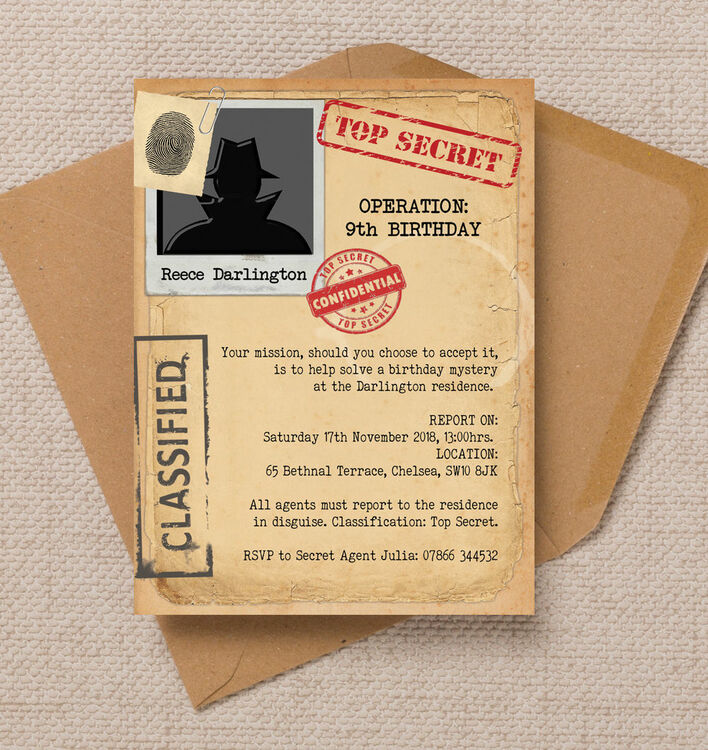 TOP SECRET
OPERATION:
9th BIRTHDAY
Reece Darlington
TOP SECRET
CONFIDENTIAL
TOP SECRET
CLASSIFIED
Your mission, should you choose to accept it,
is to help solve a birthday mystery
at the Darlington residence.
REPORT ON:
Saturday 17th November 2018, 13:00hrs.
LOCATION:
65 Bethnal Terrace, Chelsea, SW10 8JK
All agents must report to the residence
in disguise. Classification: Top Secret.
RSVP to Secret Agent Julia: 07866 344532